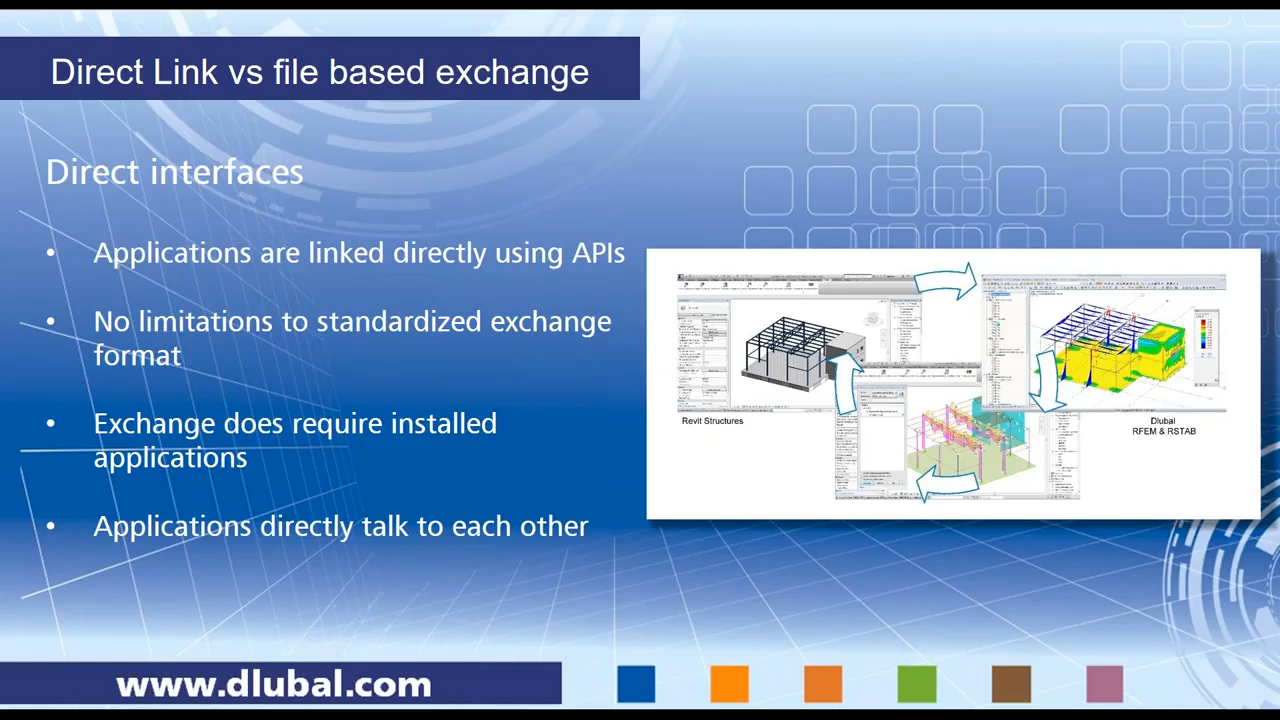 Direct Link vs file based exchange
Direct interfaces
• Applications are linked directly using APIs
• No limitations to standardized exchange
format
• Exchange does require installed
applications
• Applications directly talk to each other
Revit Structures
Dlubal
RFEM & RSTAB
www.dlubal.com